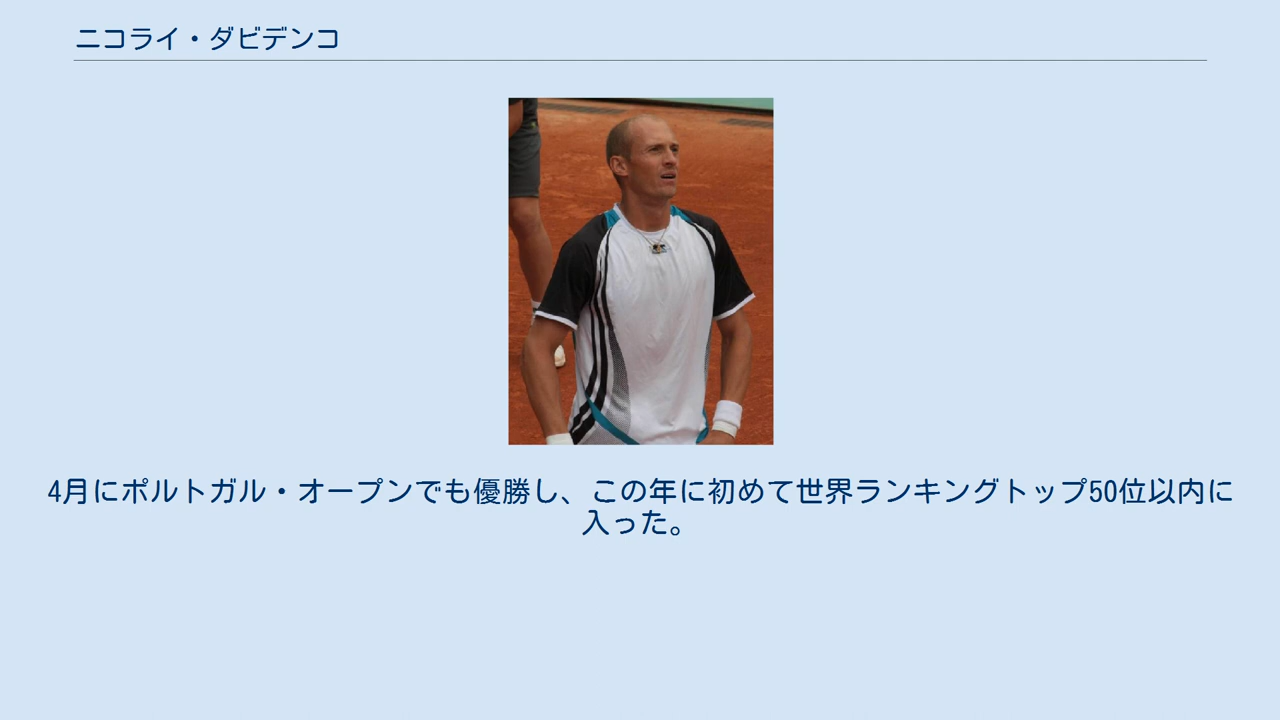 ニコライ・ダビデンコ
4月にポルトガル・オープンでも優勝し、この年に初めて世界ランキングトップ50位以内に
入った。